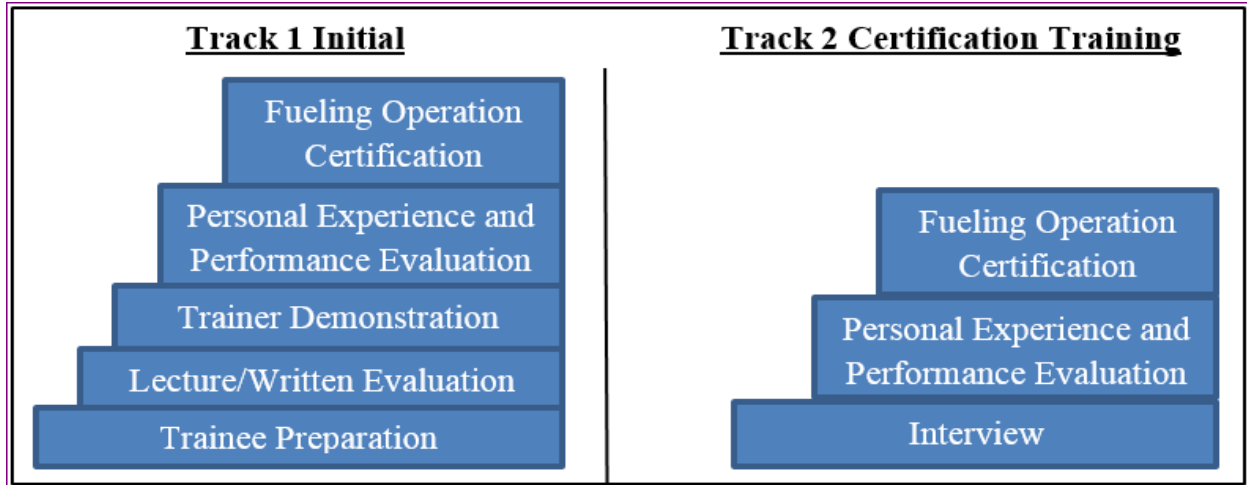 Track 1 Initial
Fueling Operation
Certification
Personal Experience and
Performance Evaluation
Trainer Demonstration
Lecture/Written Evaluation
Trainee Preparation
Track 2 Certification Training
Fueling Operation
Certification
Personal Experience and
Performance Evaluation
Interview